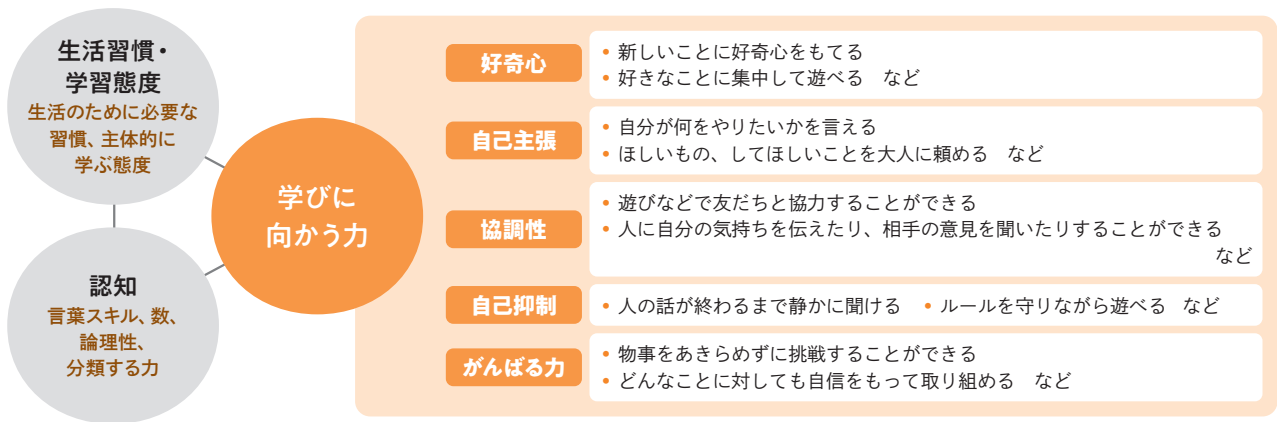 生活習慣・
学習態度
生活のために必要な
習慣、主体的に
学ぶ態度
認知
言葉スキル、数、
論理性、
分類する力
学びに
向かう力
好奇心
• 新しいことに好奇心をもてる
• 好きなことに集中して遊べる　など
自己主張
• 自分が何をやりたいかを言える
• ほしいもの、してほしいことを大人に頼める　など
協調性
• 遊びなどで友だちと協力することができる
• 人に自分の気持ちを伝えたり、相手の意見を聞いたりすることができる
など
自己抑制
• 人の話が終わるまで静かに聞ける　• ルールを守りながら遊べる　など
がんばる力
• 物事をあきらめずに挑戦することができる
• どんなことに対しても自信をもって取り組める　など